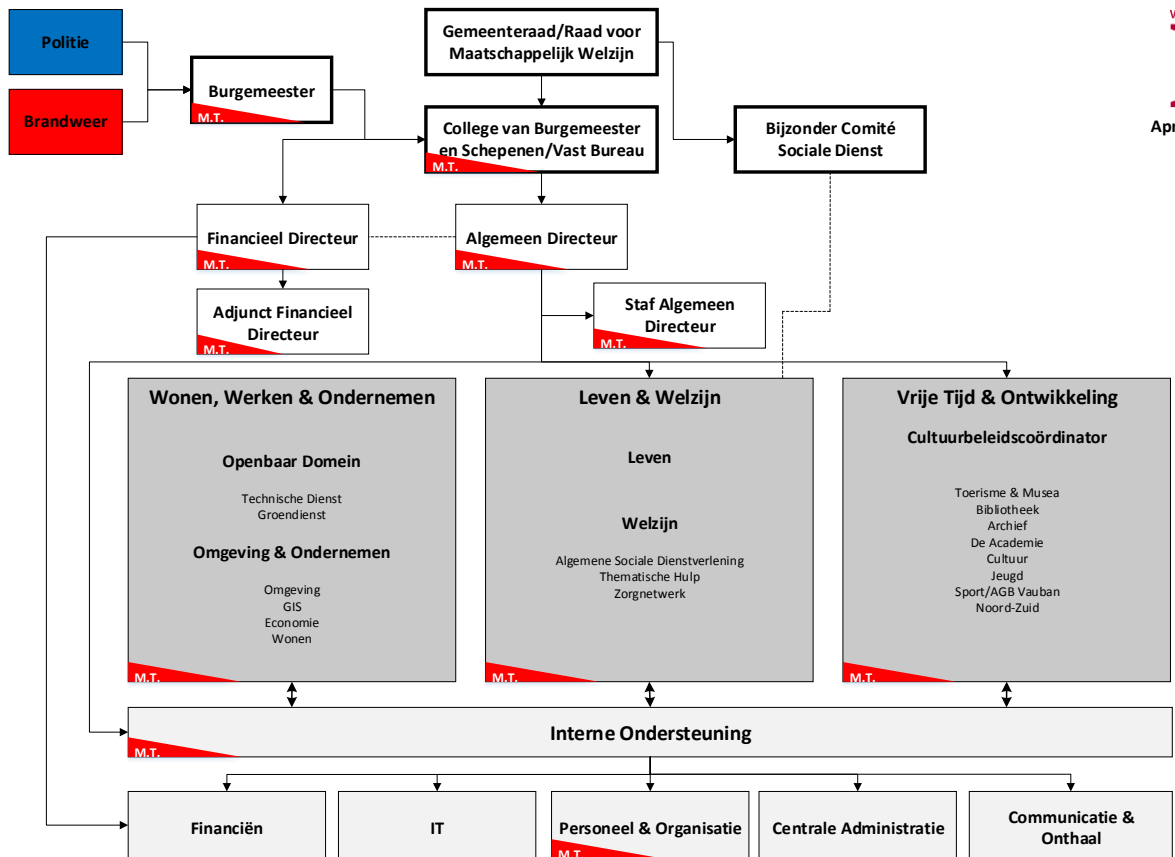 Politie
Brandweer
Burgemeester
M.T.
Gemeenteraad/Raad voor
Maatschappelijk Welzijn
College van Burgemeester
en Schepenen/Vast Bureau
M.T.
Bijzonder Comité
Sociale Dienst
Financieel Directeur
M.T.
Algemeen Directeur
M.T.
Adjunct Financieel
Directeur
M.T.
Staf Algemeen
Directeur
M.T.
Wonen, Werken & Ondernemen
Openbaar Domein
Technische Dienst
Groendienst
Omgeving & Ondernemen
Omgeving
GIS
Economie
Wonen
M.T.
Leven & Welzijn
Leven
Welzijn
Algemene Sociale Dienstverlening
Thematische Hulp
Zorgnetwerk
M.T.
Vrije Tijd & Ontwikkeling
Cultuurbeleidscoördinator
Toerisme & Musea
Bibliotheek
Archief
De Academie
Cultuur
Jeugd
Sport/AGB Vauban
Noord-Zuid
M.T.
Interne Ondersteuning
M.T.
Financiën
IT
Personeel & Organisatie
M.T.
Centrale Administratie
Communicatie &
Onthaal